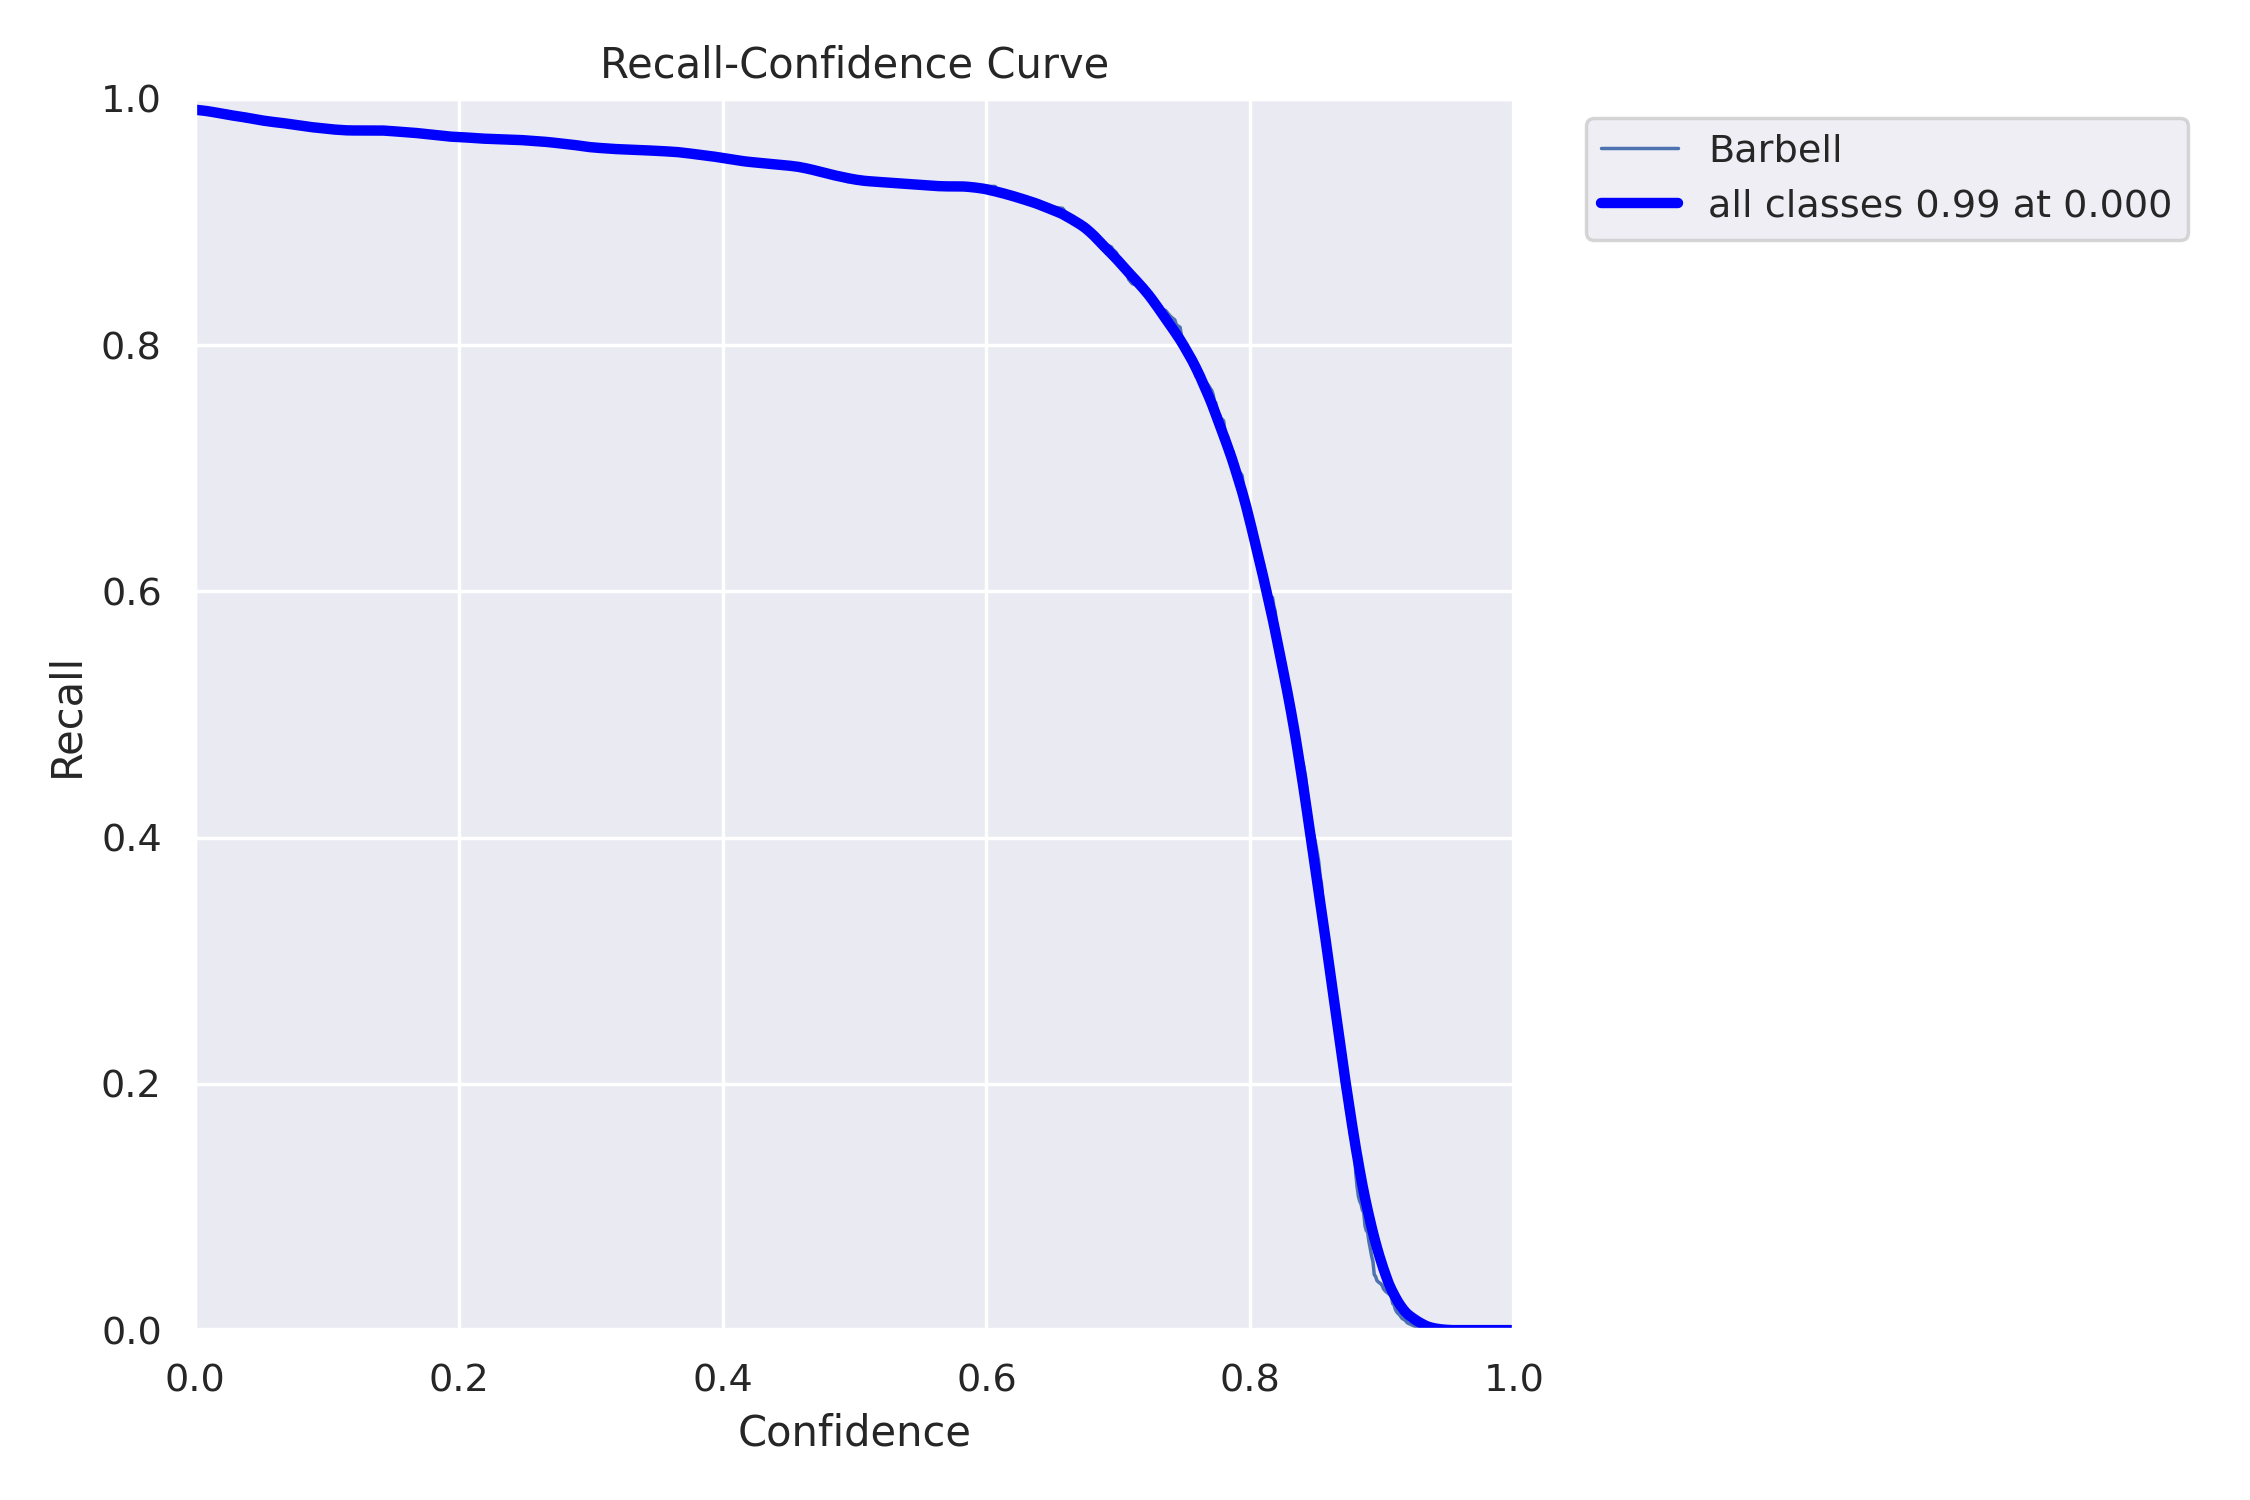 Recall-Confidence Curve
Barbell
all classes 0.99 at 0.000
1.0
0.8
0.6
0.4
0.2
0.0
Recall
0.0 0.2 0.4 0.6 0.8 1.0
Confidence